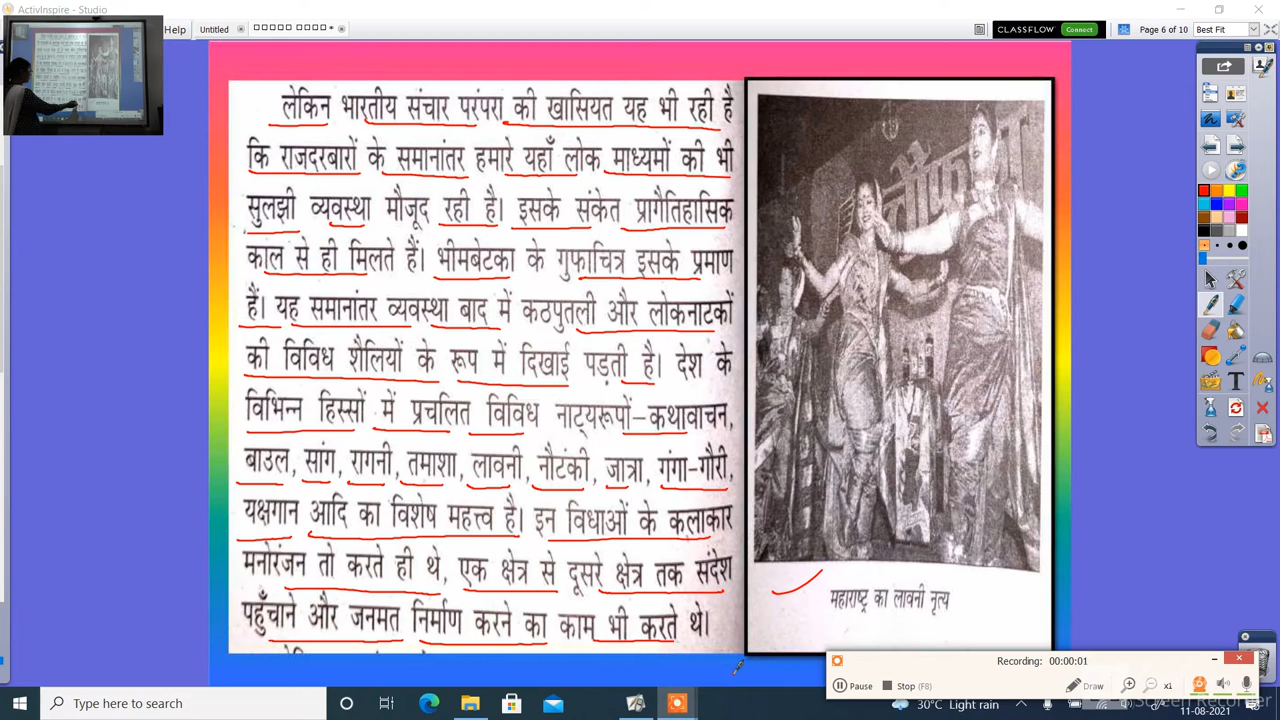 ActivInspire - Studio
Help
Untitled
CLASSFLOW Connect
Page 6 of 10
Best Fit
लेकिन भारतीय संचार परपरा की खासियत यह भी रही है
कि राजदरबारों के समानांतर हमारे यहाँ लोक माध्यमों की भी
सुलझी व्यवस्था मौजूद रही है। इसके संकेत प्रागैतिहासिक
काल से ही मिलते हैं। भीमबेटका के गुफाचित्र इसके प्रमाण
हैं। यह समानांतर व्यवस्था बाद में कठपुतली और लोकनाटकों
की विविध शैलियों के रूप में दिखाई पड़ती है। देश के
विभिन्न हिस्सों में प्रचलित विविध नाट्यरूपों-कथावाचन,
बाउल, सांग, रागनी, तमाशा, लावनी, नौटंकी, जात्रा, गंगा-गौरी,
यक्षगान आदि का विशेष महत्त्व है। इन विधाओं के कलाकार
मनोरंजन तो करते ही थे, एक क्षेत्र से दूसरे क्षेत्र तक संदेश
पहुँचाने और जनमत निर्माण करने का काम भी करते थे।
महाराष्ट्र का लावनी नृत्य
Recording: 00:00:01
Pause
Stop (F8)
Draw
x1
Screen Recorder
Type here to search
30°C Light rain
11-08-2021